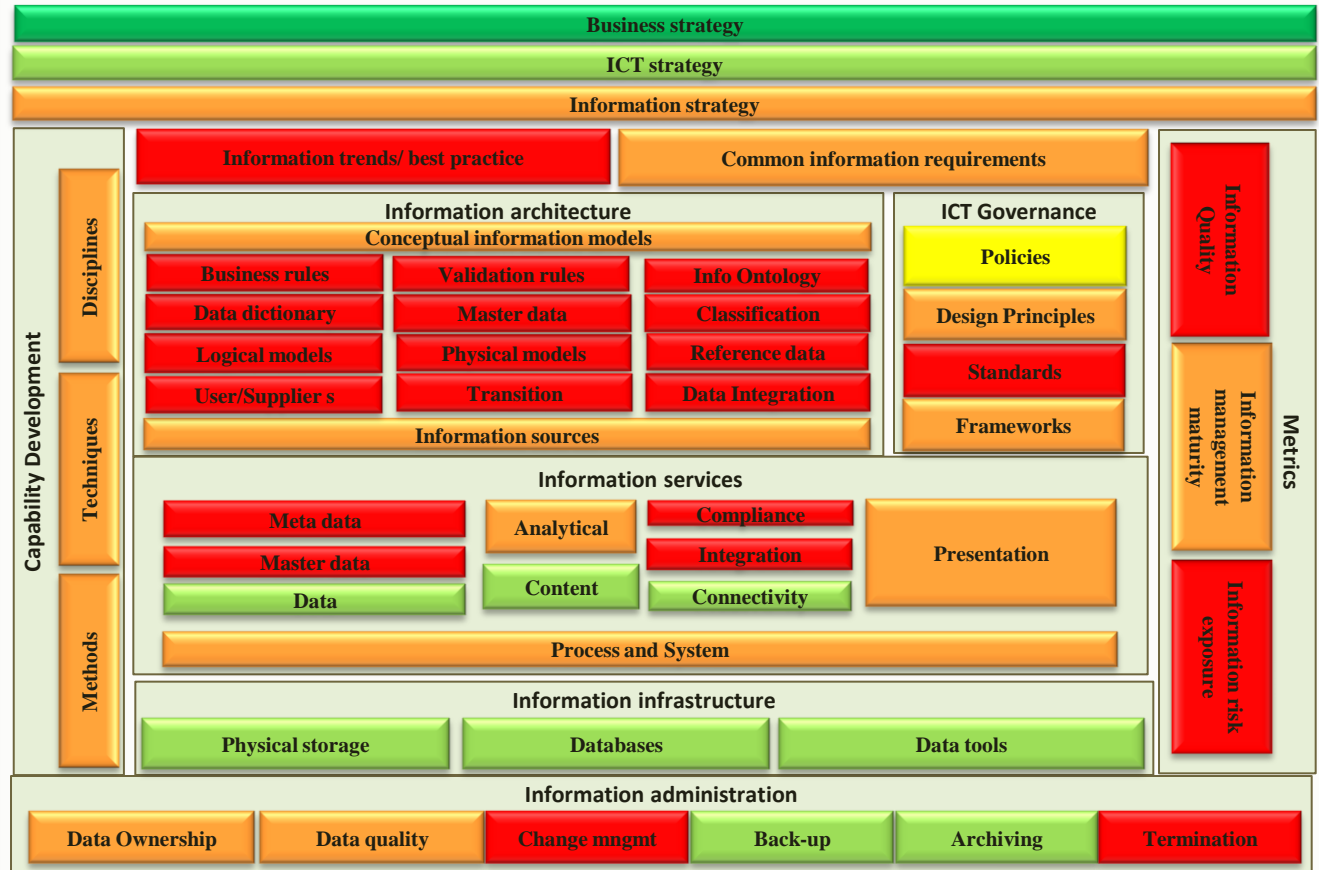 Business strategy
ICT strategy
Information strategy
Capability Development
Disciplines
Techniques
Methods
Information trends/ best practice
Common information requirements
Information architecture
Conceptual information models
Business rules
Validation rules
Info Ontology
Data dictionary
Master data
Classification
Logical models
Physical models
Reference data
User/Supplier s
Transition
Data Integration
Information sources
ICT Governance
Policies
Design Principles
Standards
Frameworks
Information services
Meta data
Master data
Data
Analytical
Content
Compliance
Integration
Connectivity
Presentation
Process and System
Information infrastructure
Physical storage
Databases
Data tools
Metrics
Information
Quality
Information
management
maturity
Information risk
exposure
Information administration
Data Ownership
Data quality
Change mngmt
Back-up
Archiving
Termination